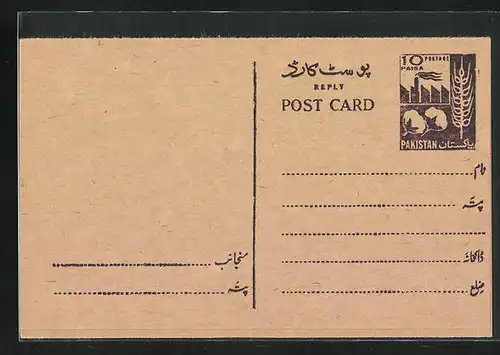 پوسٹ کارڈ
REPLY
POST CARD
10 POSTAGE
PAISA
PAKISTAN پاکستان
نام
پتہ
ڈاکخانہ
ضلع
منجانب
پتہ